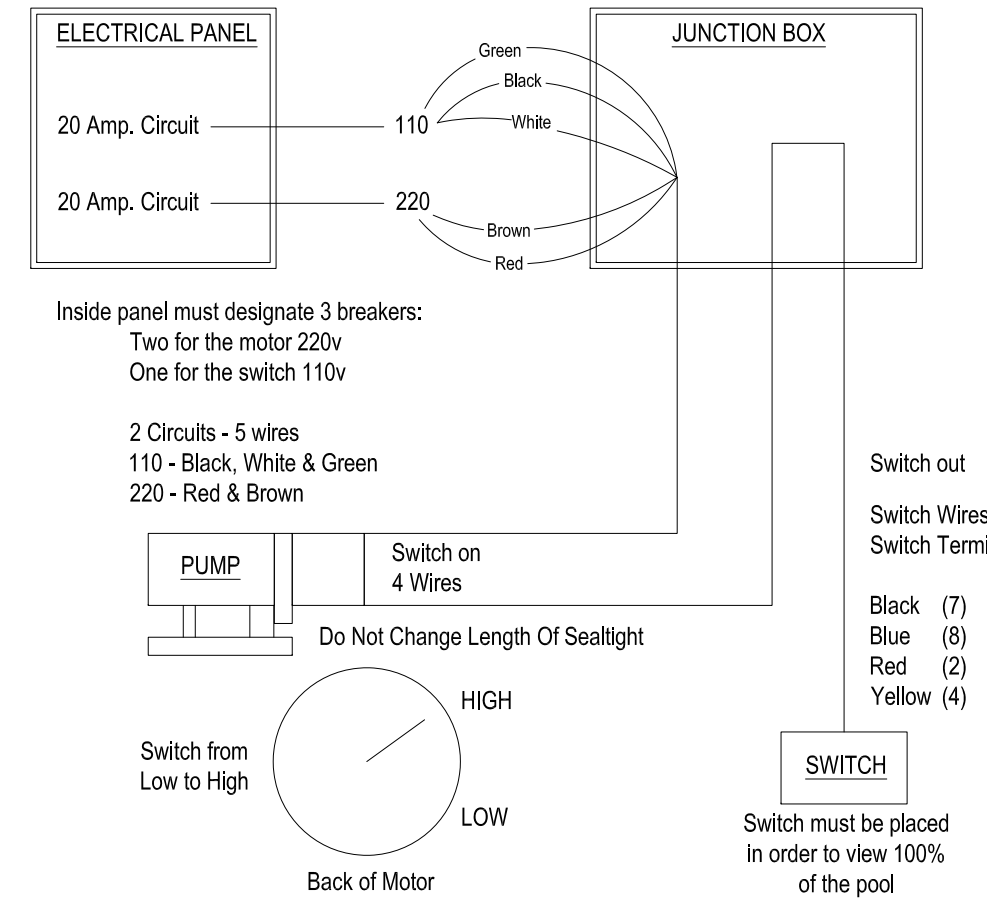 ELECTRICAL PANEL
JUNCTION BOX
Green
Black
20 Amp. Circuit
110
White
20 Amp. Circuit
220
Brown
Red
Inside panel must designate 3 breakers:
Two for the motor 220v
One for the switch 110v
2 Circuits - 5 wires
110 - Black, White & Green
220 - Red & Brown
Switch out
Switch Wires
Switch Termi
PUMP
Switch on
4 Wires
Black (7)
Blue (8)
Red (2)
Yellow (4)
Do Not Change Length Of Sealtight
HIGH
Switch from
Low to High
LOW
Back of Motor
SWITCH
Switch must be placed
in order to view 100%
of the pool